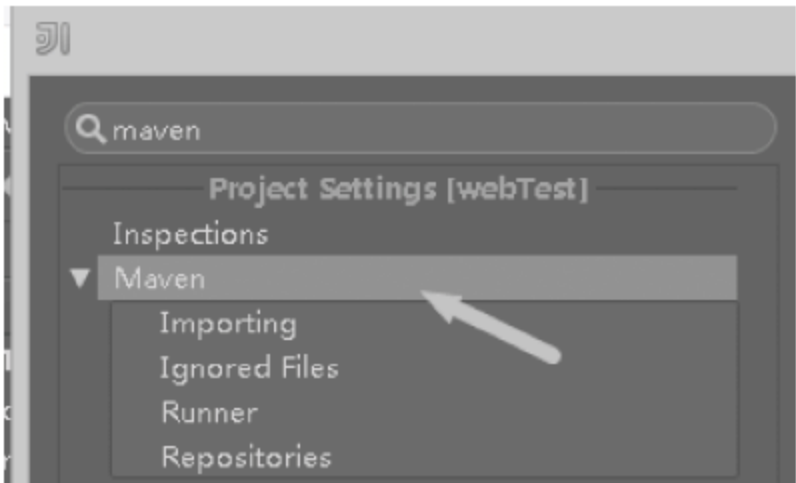 maven
Project Settings [webTest]
Inspections
Maven
Importing
Ignored Files
Runner
Repositories